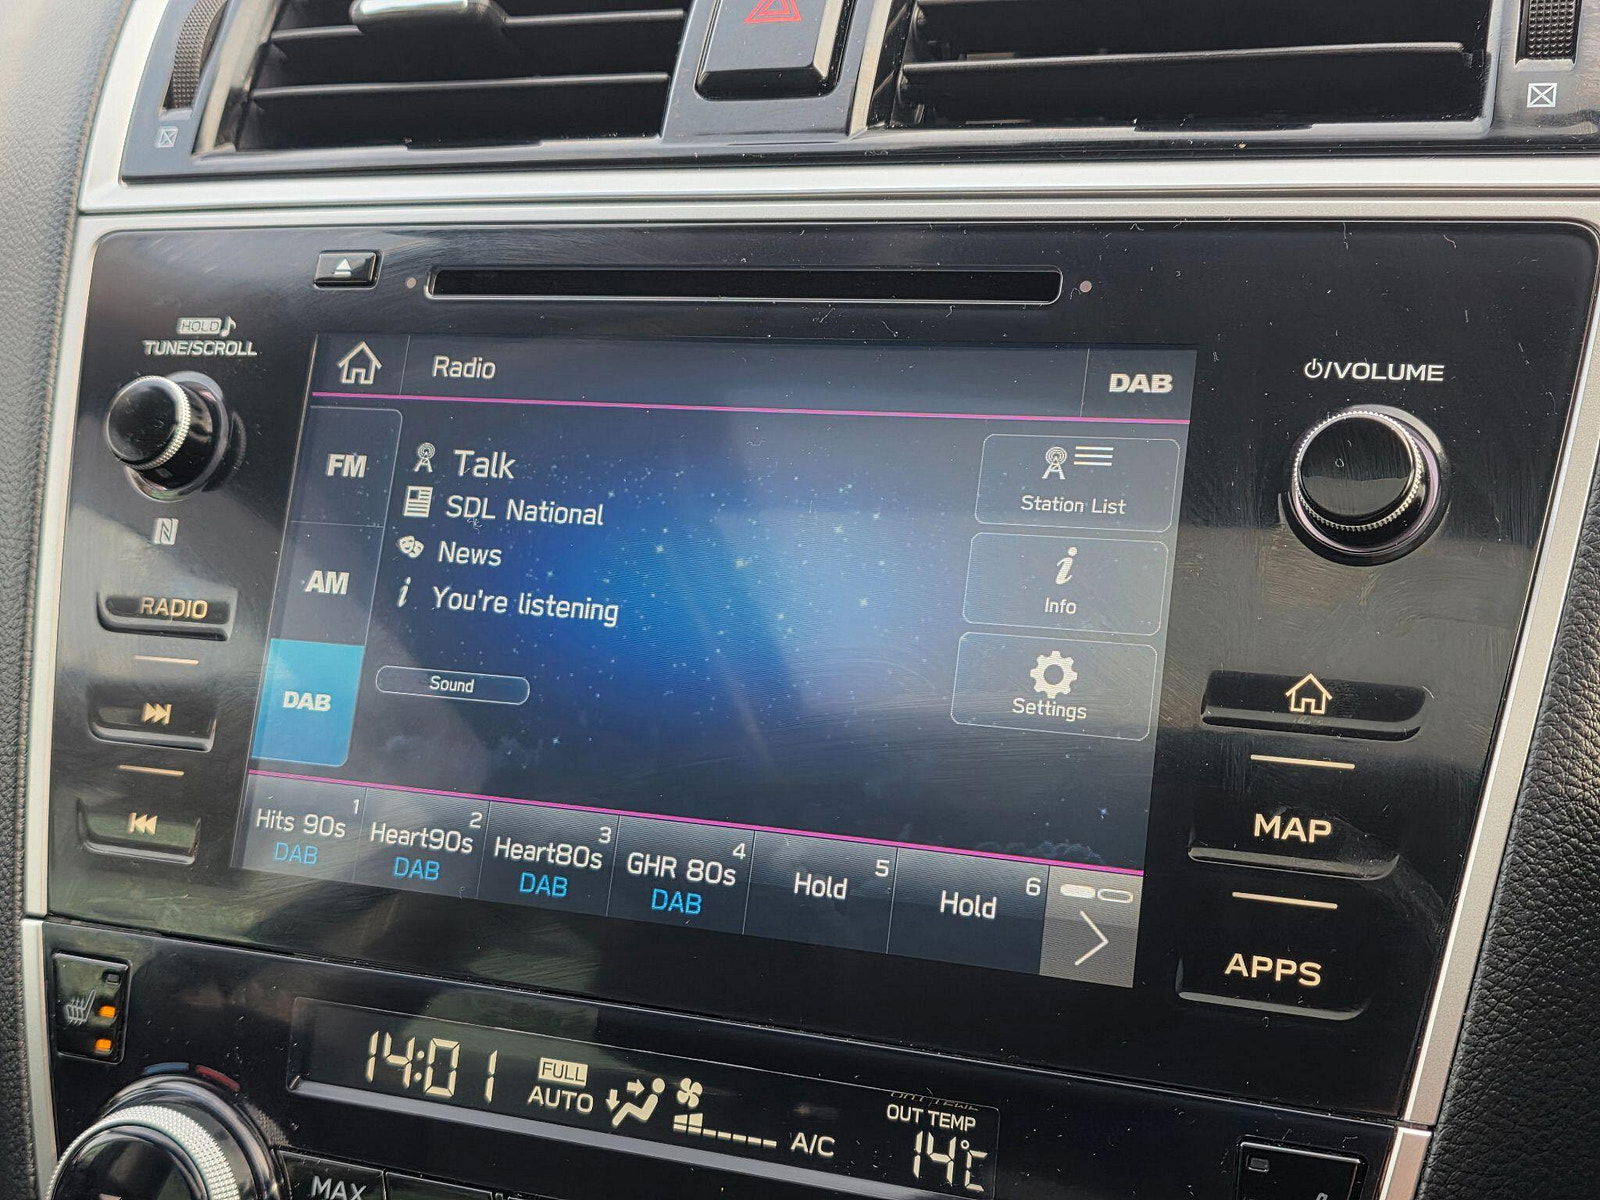 HOLD
TUNE/SCROLL
Radio
DAB
⏻/VOLUME
FM
Talk
SDL National
News
You're listening
Station List
AM
Info
RADIO
DAB
Sound
Settings
MAP
APPS
1
Hits 90s
DAB
2
Heart90s
DAB
3
Heart80s
DAB
4
GHR 80s
DAB
5
Hold
6
Hold
14:01
FULL
AUTO
A/C
OUT TEMP
14°C
MAX